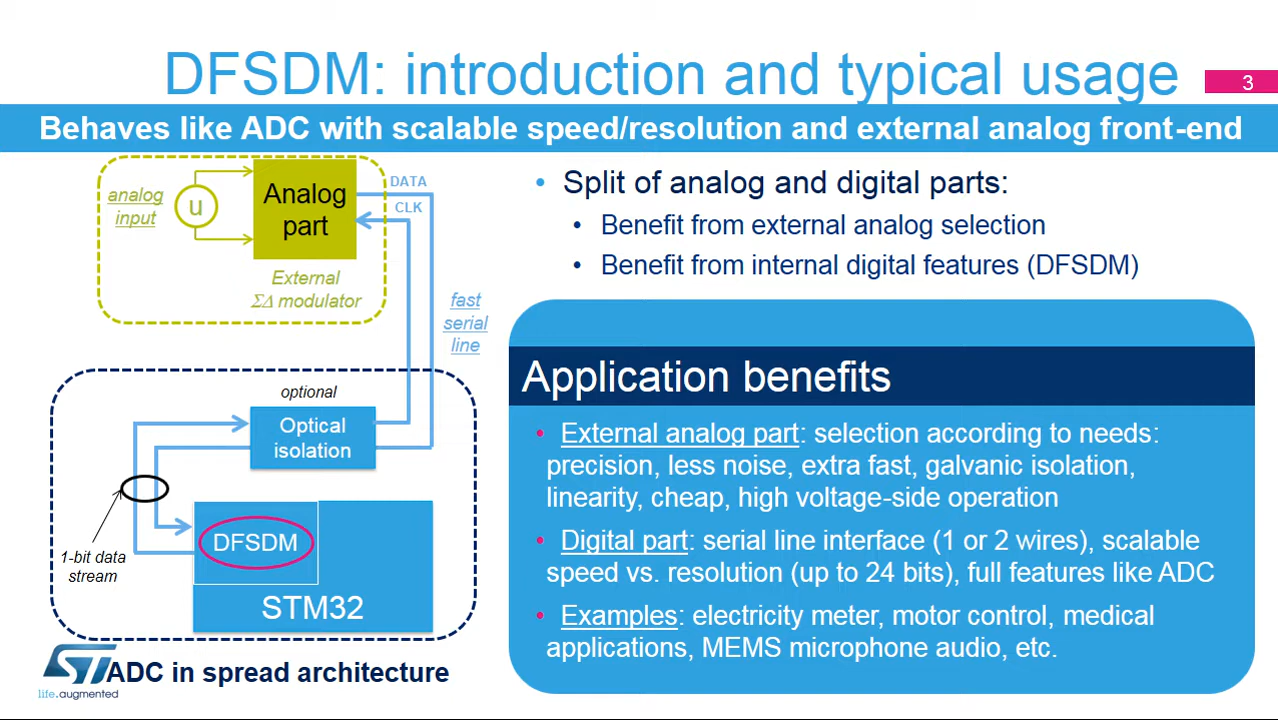 DFSDM: introduction and typical usage
3
Behaves like ADC with scalable speed/resolution and external analog front-end
analog
input
u
Analog
part
DATA
CLK
External
ΣΔ modulator
fast
serial
line
optional
Optical
isolation
1-bit data
stream
DFSDM
STM32
ST
life.augmented
ADC in spread architecture
• Split of analog and digital parts:
• Benefit from external analog selection
• Benefit from internal digital features (DFSDM)
Application benefits
• External analog part: selection according to needs:
precision, less noise, extra fast, galvanic isolation,
linearity, cheap, high voltage-side operation
• Digital part: serial line interface (1 or 2 wires), scalable
speed vs. resolution (up to 24 bits), full features like ADC
• Examples: electricity meter, motor control, medical
applications, MEMS microphone audio, etc.